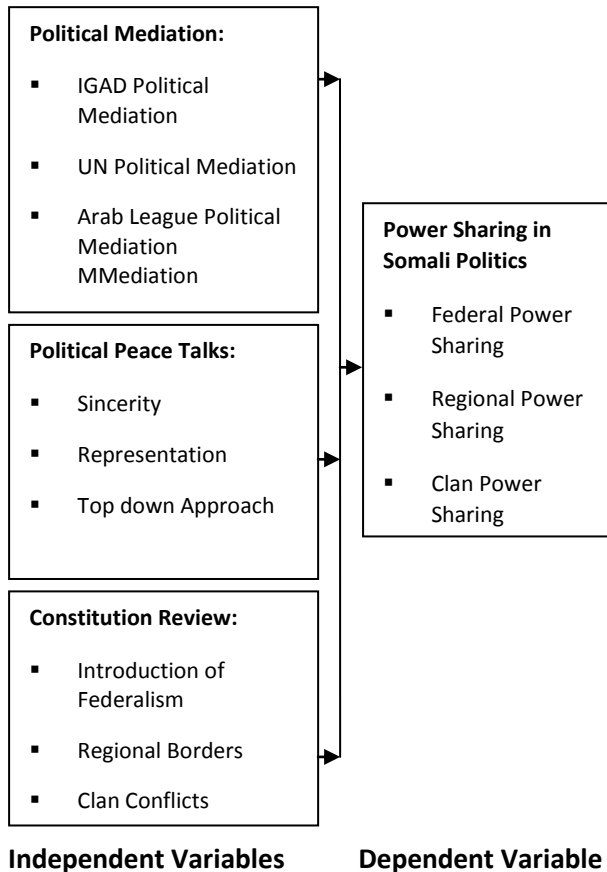 Political Mediation:
▪ IGAD Political
Mediation
▪ UN Political Mediation
▪ Arab League Political
Mediation
MMediation
Political Peace Talks:
▪ Sincerity
▪ Representation
▪ Top down Approach
Constitution Review:
▪ Introduction of
Federalism
▪ Regional Borders
▪ Clan Conflicts
Independent Variables
Power Sharing in
Somali Politics
▪ Federal Power
Sharing
▪ Regional Power
Sharing
▪ Clan Power
Sharing
Dependent Variable